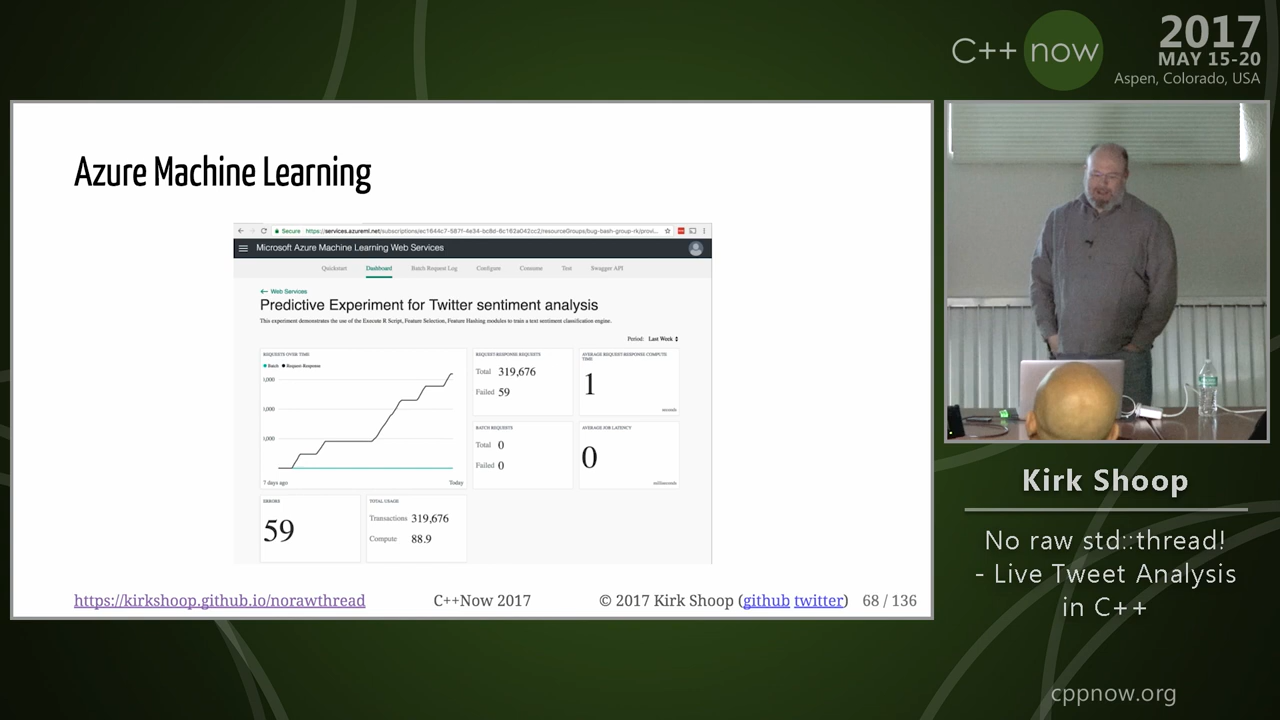 C++ now
2017
MAY 15-20
Aspen, Colorado, USA
Azure Machine Learning
Secure
Microsoft Azure Machine Learning Web Services
Quickstart Dashboard Batch Request Log Configure Consume Test Swagger API
← Web Services
Predictive Experiment for Twitter sentiment analysis
This experiment demonstrates the use of the Execute R Script, Feature Selection, Feature Hashing modules to train a text sentiment classification engine.
Period: Last Week
REQUESTS OVER TIME
Batch Request-Response
1,000
1,000
1,000
7 days ago Today
REQUEST-RESPONSE REQUESTS
Total 319,676
Failed 59
AVERAGE REQUEST-RESPONSE COMPUTE
TIME
1
seconds
BATCH REQUESTS
Total 0
Failed 0
AVERAGE JOB LATENCY
0
milliseconds
ERRORS
59
TOTAL USAGE
Transactions 319,676
Compute 88.9
https://kirkshoop.github.io/norawthread C++Now 2017 © 2017 Kirk Shoop (github twitter) 68 / 136
Kirk Shoop
No raw std::thread!
- Live Tweet Analysis
in C++
cppnow.org